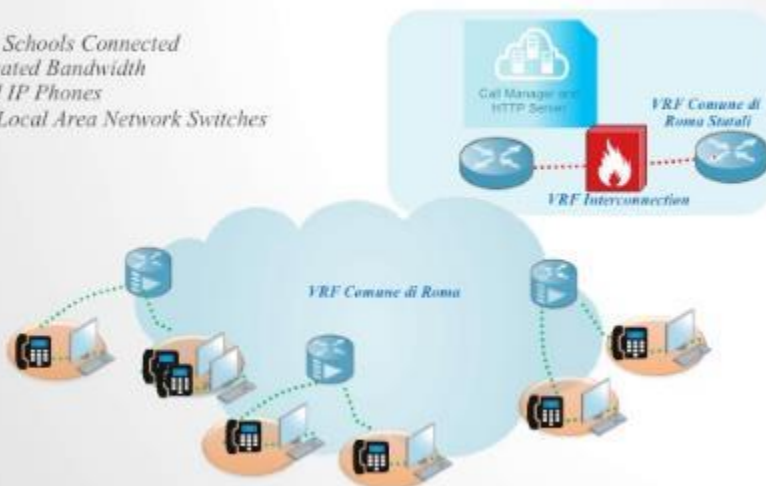 Schools Connected
ated Bandwidth
IP Phones
Local Area Network Switches
Call Manager and
HTTP Server
VRF Comune di
Roma Statali
VRF Interconnection
VRF Comune di Roma